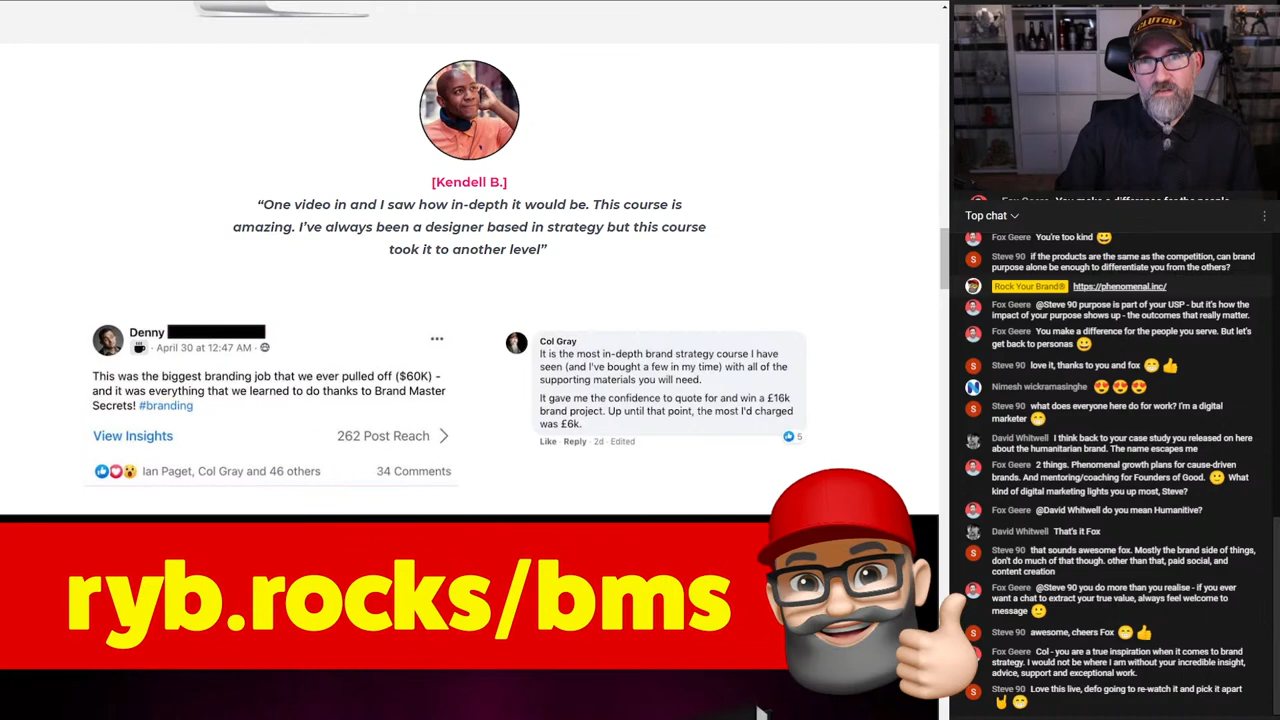 [Kendell B.]
“One video in and I saw how in-depth it would be. This course is
amazing. I’ve always been a designer based in strategy but this course
took it to another level”
Denny
April 30 at 12:47 AM ·
This was the biggest branding job that we ever pulled off ($60K) -
and it was everything that we learned to do thanks to Brand Master
Secrets! #branding
View Insights
262 Post Reach
Ian Paget, Col Gray and 46 others
34 Comments
Col Gray
It is the most in-depth brand strategy course I have
seen (and I've bought a few in my time) with all of the
supporting materials you will need.
It gave me the confidence to quote for and win a £16k
brand project. Up until that point, the most I'd charged
was £6k.
Like · Reply · 2d · Edited
5
ryb.rocks/bms
CLUTCH
Top chat
Fox Geere You're too kind 😀
Steve 90 if the products are the same as the competition, can brand
purpose alone be enough to differentiate you from the others?
Rock Your Brand® https://phenomenal.inc/
Fox Geere @Steve 90 purpose is part of your USP - but it's how the
impact of your purpose shows up - the outcomes that really matter.
Fox Geere You make a difference for the people you serve. But let's
get back to personas 😀
Steve 90 love it, thanks to you and fox 😁👍
Nimesh wickramasinghe 😍😍😍
Steve 90 what does everyone here do for work? I'm a digital
marketer 😁
David Whitwell I think back to your case study you released on here
about the humanitarian brand. The name escapes me
Fox Geere 2 things. Phenomenal growth plans for cause-driven
brands. And mentoring/coaching for Founders of Good. 🙂 What
kind of digital marketing lights you up most, Steve?
Fox Geere @David Whitwell do you mean Humanitive?
David Whitwell That's it Fox
Steve 90 that sounds awesome fox. Mostly the brand side of things,
don't do much of that though. other than that, paid social, and
content creation
Fox Geere @Steve 90 you do more than you realise - if you ever
want a chat to extract your true value, always feel welcome to
message 🙂
Steve 90 awesome, cheers Fox 😁👍
Fox Geere Col - you are a true inspiration when it comes to brand
strategy. I would not be where I am without your incredible insight,
advice, support and exceptional work.
Steve 90 Love this live, defo going to re-watch it and pick it apart
🤘😁